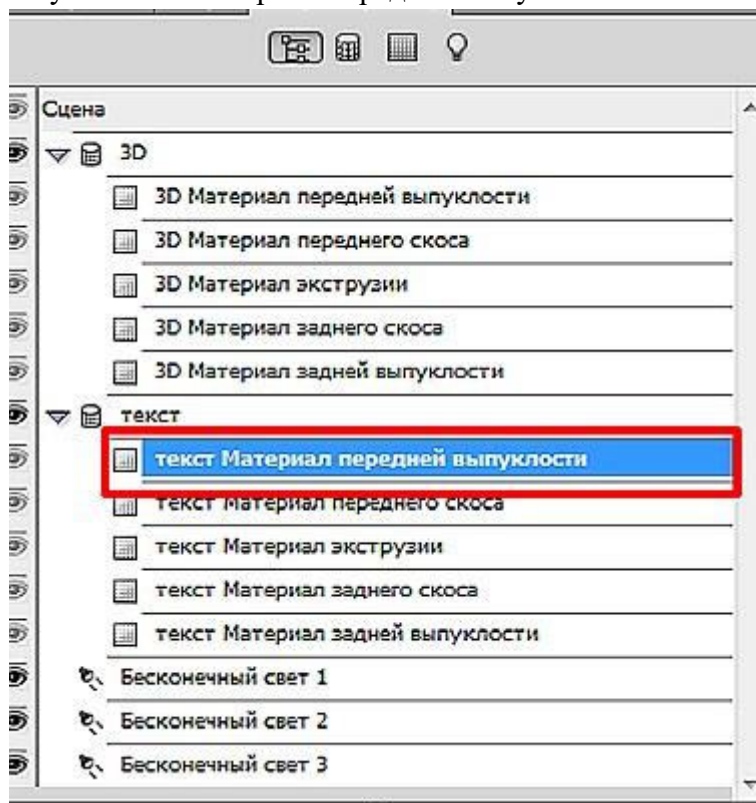 Сцена
3D
3D Материал передней выпуклости
3D Материал переднего скоса
3D Материал экструзии
3D Материал заднего скоса
3D Материал задней выпуклости
текст
текст Материал передней выпуклости
текст Материал переднего скоса
текст Материал экструзии
текст Материал заднего скоса
текст Материал задней выпуклости
Бесконечный свет 1
Бесконечный свет 2
Бесконечный свет 3